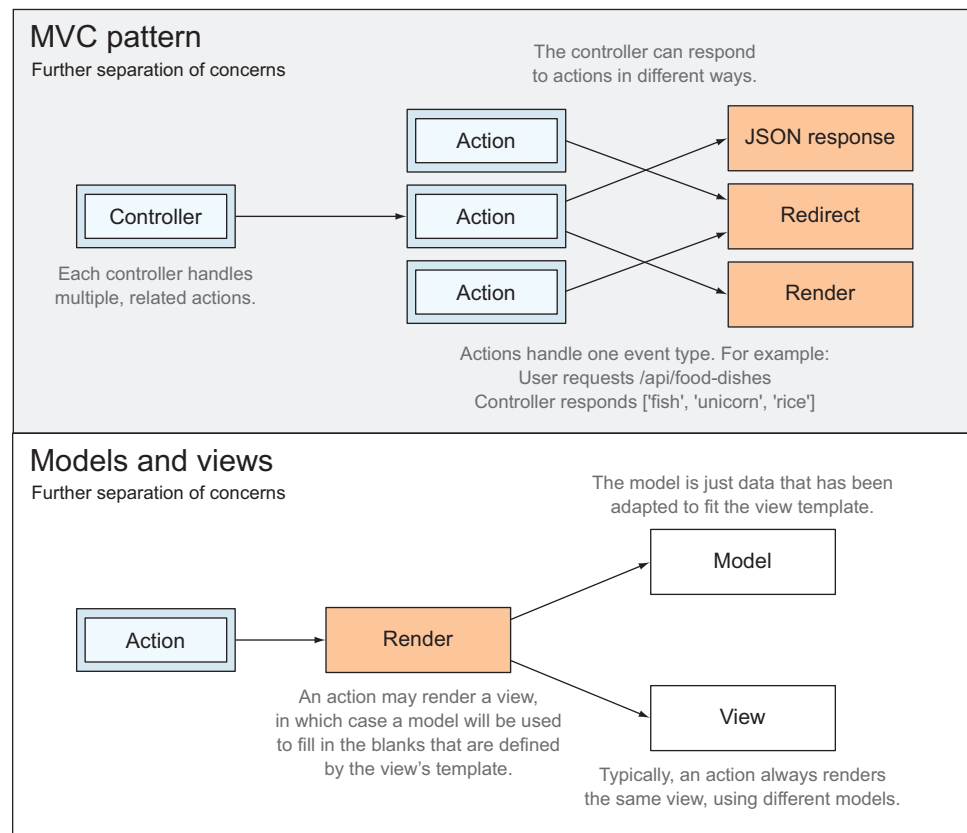 MVC pattern
Further separation of concerns
The controller can respond
to actions in different ways.
Action
JSON response
Controller
Action
Redirect
Each controller handles
multiple, related actions.
Action
Render
Actions handle one event type. For example:
User requests /api/food-dishes
Controller responds ['fish', 'unicorn', 'rice']
Models and views
Further separation of concerns
The model is just data that has been
adapted to fit the view template.
Model
Action
Render
An action may render a view,
in which case a model will be used
to fill in the blanks that are defined
by the view’s template.
View
Typically, an action always renders
the same view, using different models.